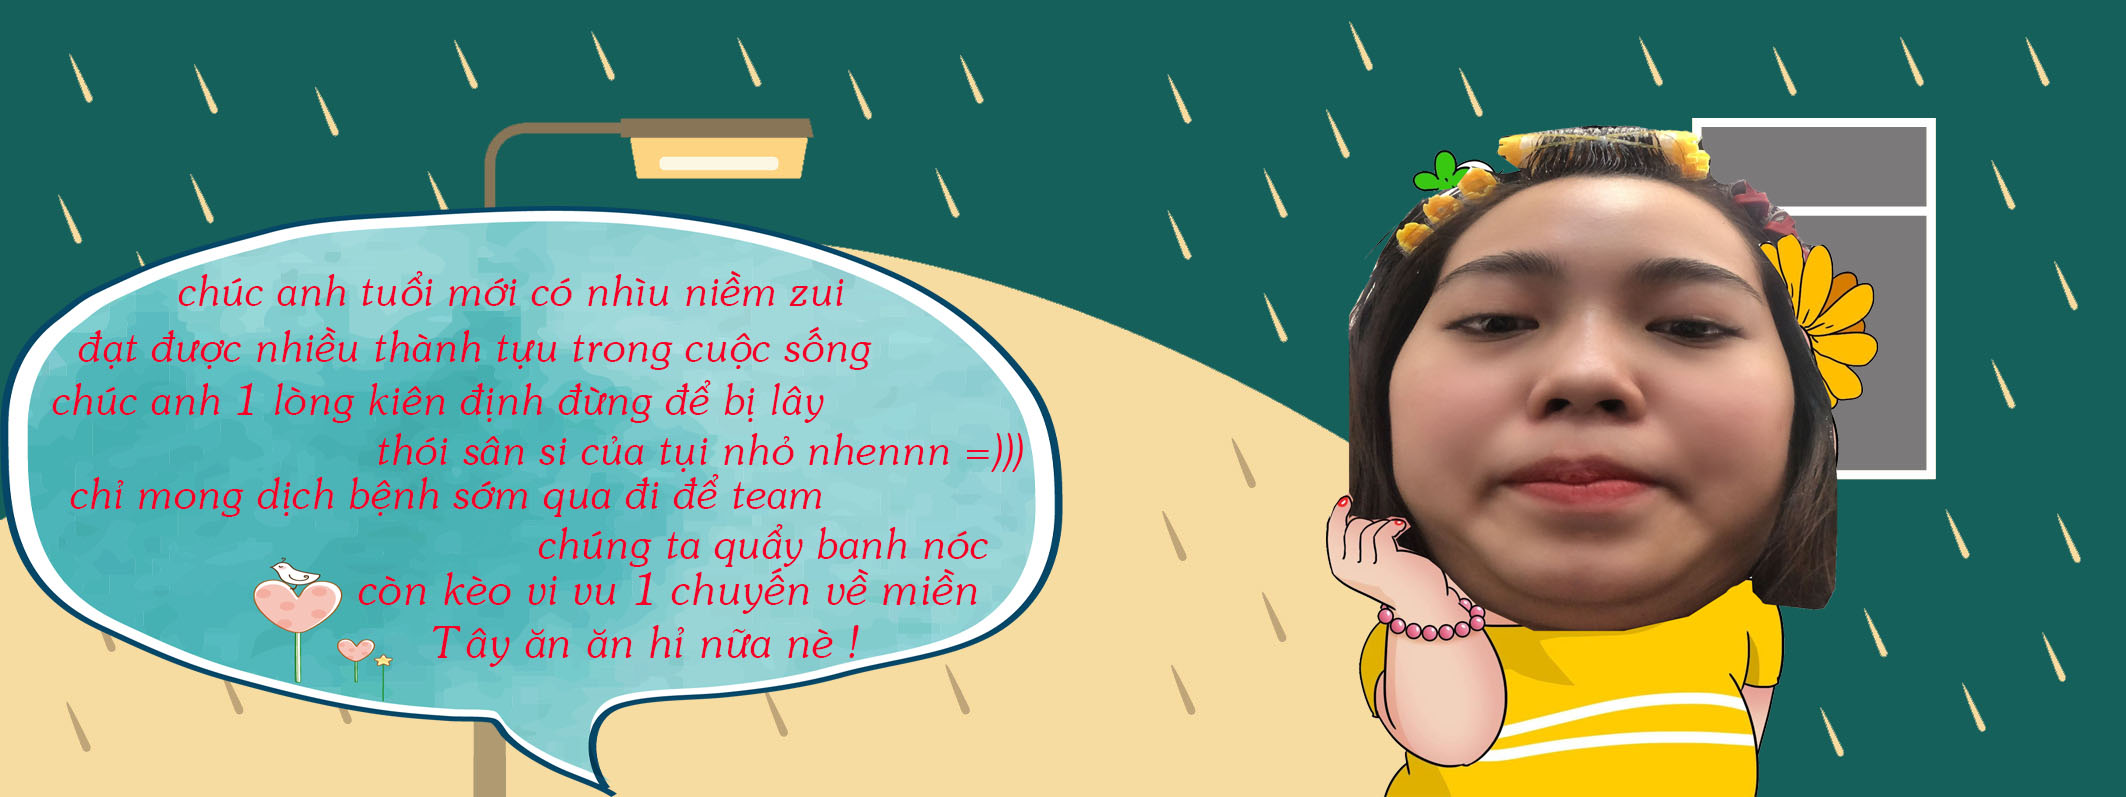 chúc anh tuổi mới có nhìu niềm zui
đạt được nhiều thành tựu trong cuộc sống
chúc anh 1 lòng kiên định đừng để bị lây
thói sân si của tụi nhỏ nhennn =)))
chỉ mong dịch bệnh sớm qua đi để team
chúng ta quẩy banh nóc
còn kèo vi vu 1 chuyến về miền
Tây ăn ăn hỉ nữa nè !